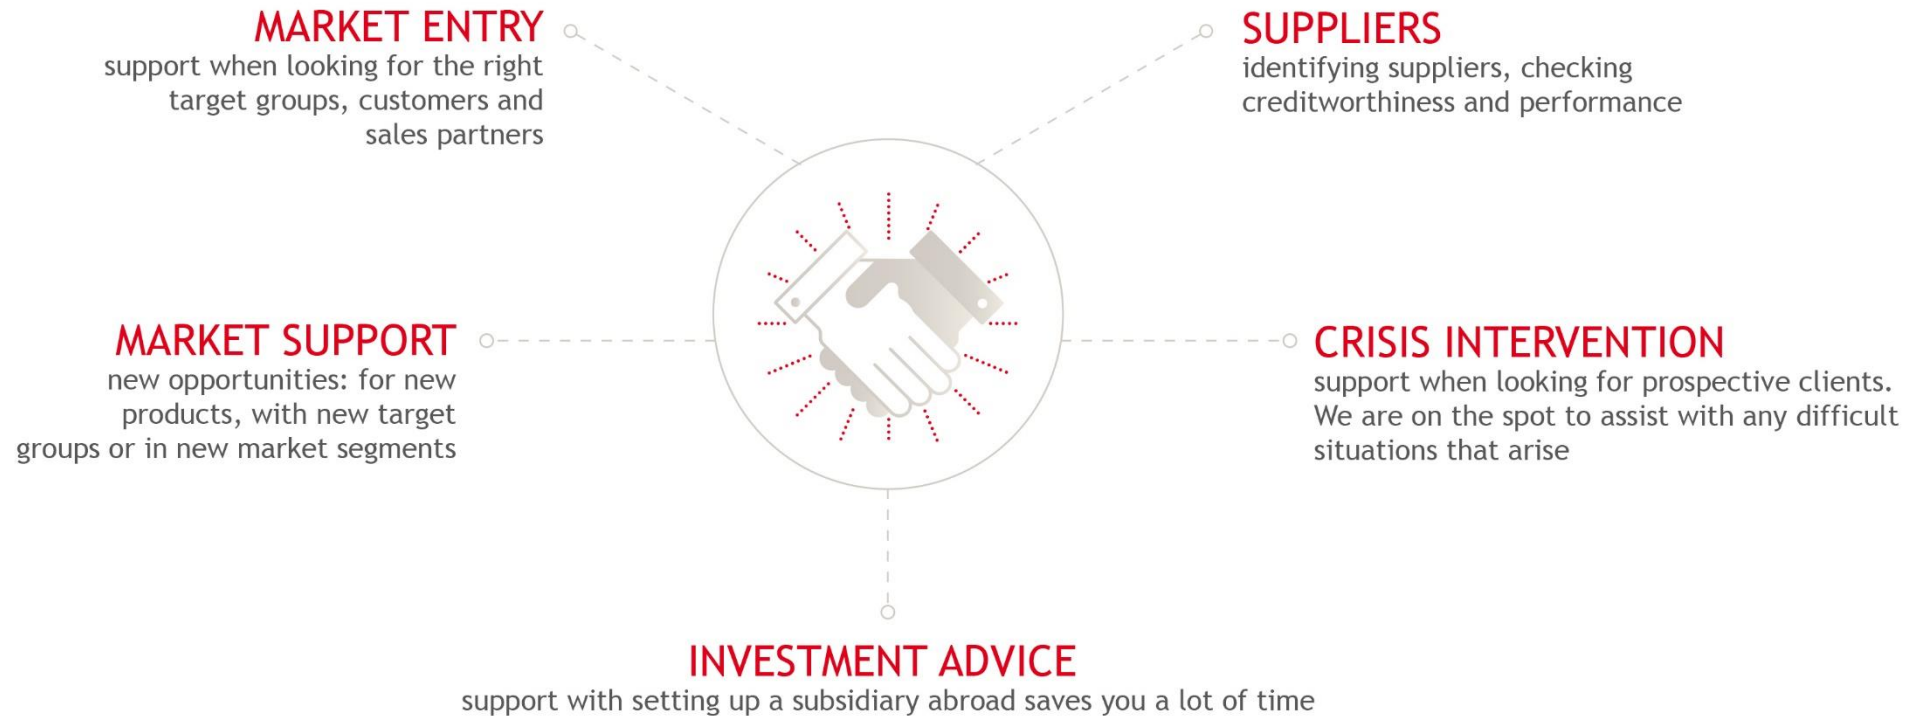 MARKET ENTRY
support when looking for the right
target groups, customers and
sales partners
SUPPLIERS
identifying suppliers, checking
creditworthiness and performance
MARKET SUPPORT
new opportunities: for new
products, with new target
groups or in new market segments
CRISIS INTERVENTION
support when looking for prospective clients.
We are on the spot to assist with any difficult
situations that arise
INVESTMENT ADVICE
support with setting up a subsidiary abroad saves you a lot of time